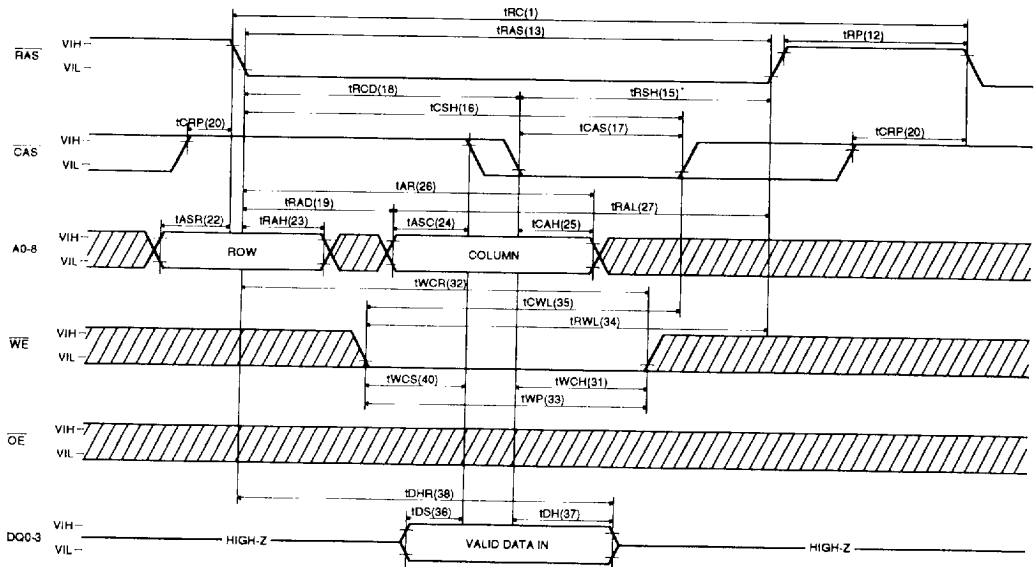 tRC(1)
tRAS(13)
tRP(12)
RAS
VIH
VIL
tRCD(18)
tRSH(15)*
tCSH(16)
tCRP(20)
tCAS(17)
tCRP(20)
CAS
VIH
VIL
tAR(26)
tRAD(19)
tRAL(27)
tASR(22)
tRAH(23)
tASC(24)
tCAH(25)
A0-8
VIH
VIL
ROW
COLUMN
tWCR(32)
tCWL(35)
tRWL(34)
WE
VIH
VIL
tWCS(40)
tWCH(31)
tWP(33)
OE
VIH
VIL
tDHR(38)
tDS(36)
tDH(37)
DQ0-3
VIH
VIL
HIGH-Z
VALID DATA IN
HIGH-Z